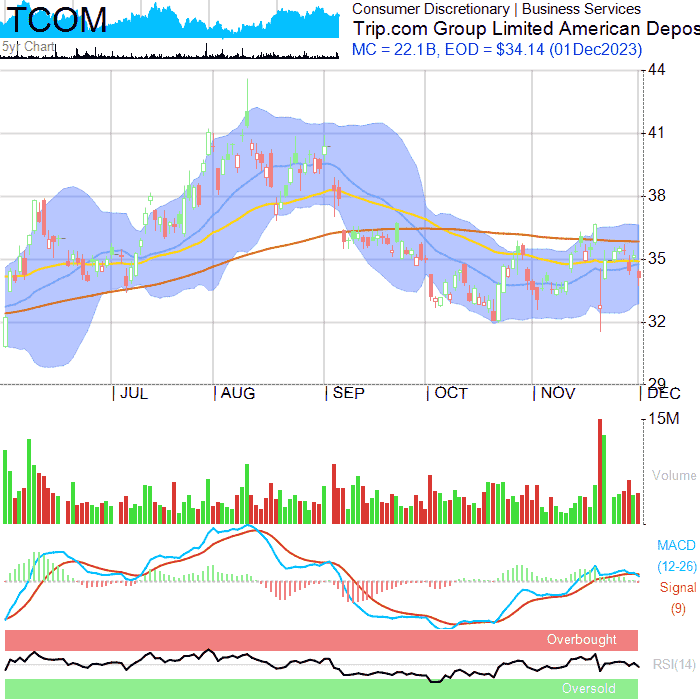 TCOM
5yr Chart
Consumer Discretionary | Business Services
Trip.com Group Limited American Depos
MC = 22.1B, EOD = $34.14 (01Dec2023)
44
41
38
35
32
29
JUL
AUG
SEP
OCT
NOV
DEC
15M
Volume
MACD
(12-26)
Signal
(9)
Overbought
RSI(14)
Oversold